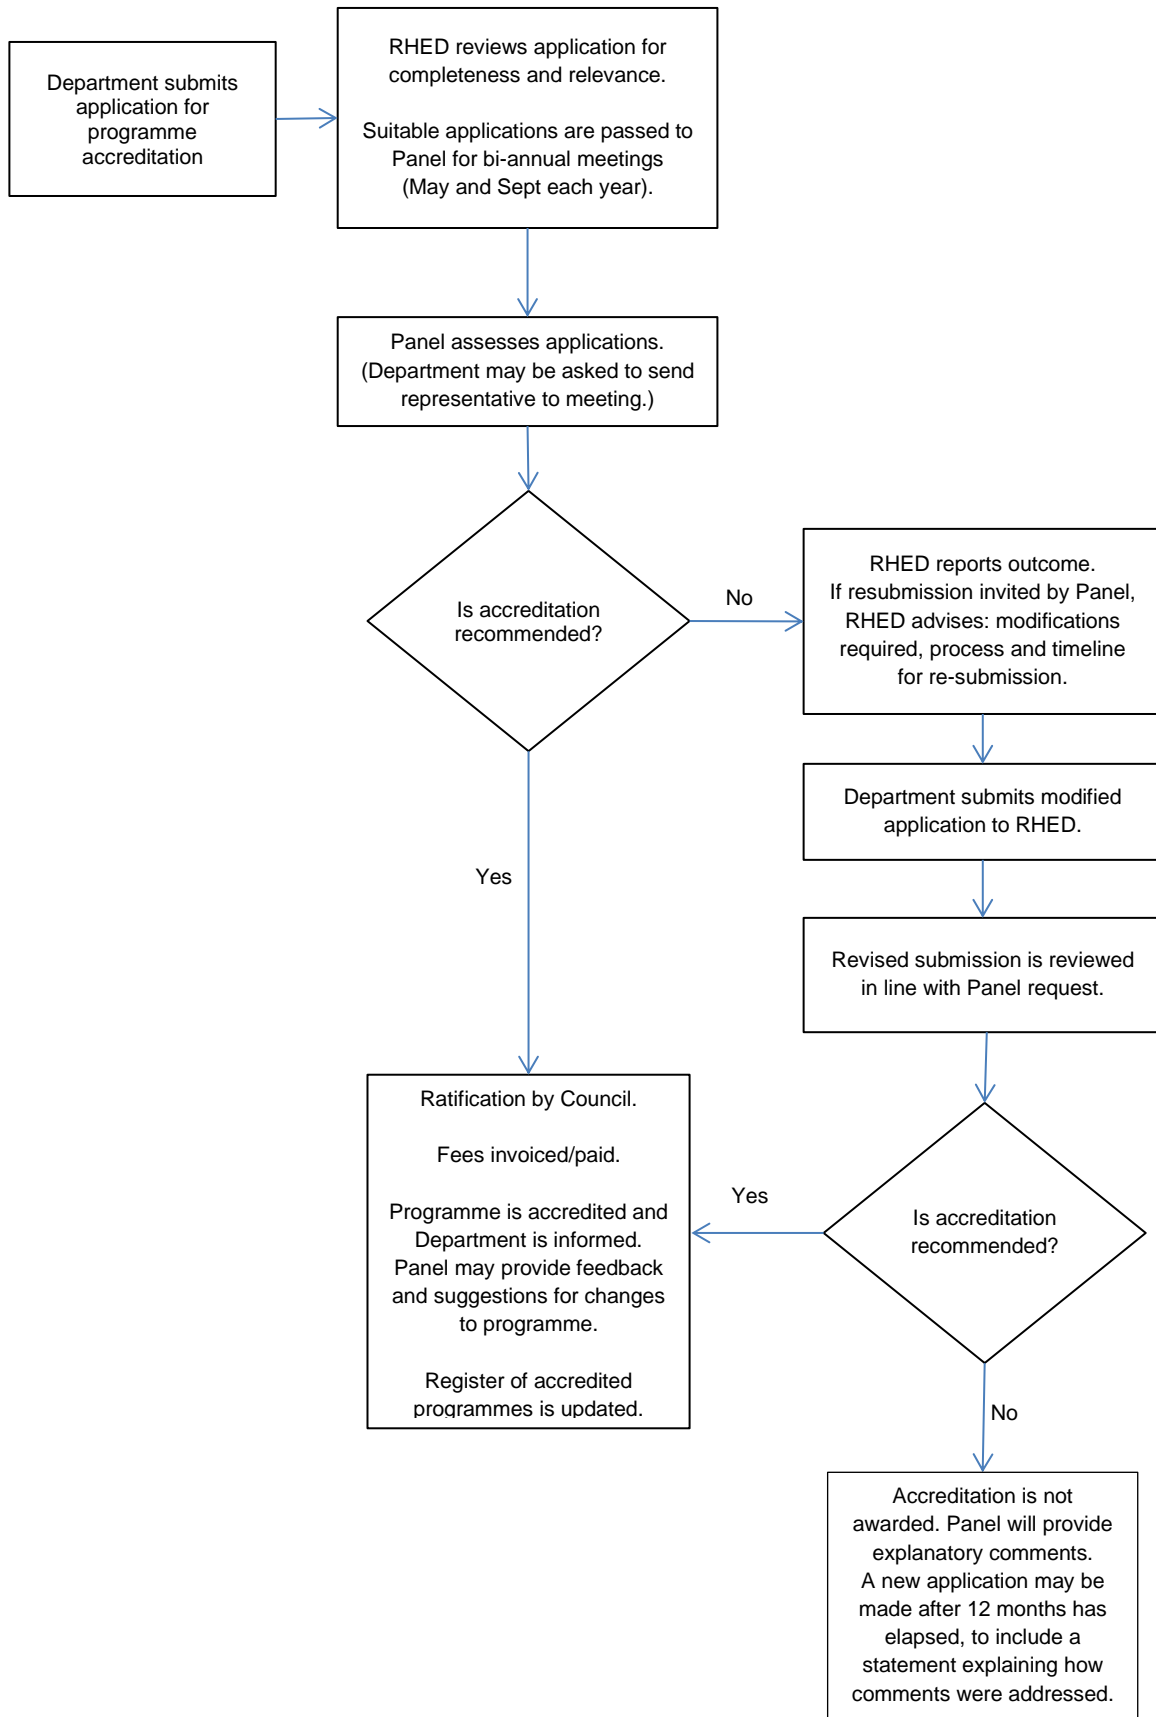 Department submits
application for
programme
accreditation
RHED reviews application for
completeness and relevance.
Suitable applications are passed to
Panel for bi-annual meetings
(May and Sept each year).
Panel assesses applications.
(Department may be asked to send
representative to meeting.)
Is accreditation
recommended?
No
RHED reports outcome.
If resubmission invited by Panel,
RHED advises: modifications
required, process and timeline
for re-submission.
Department submits modified
application to RHED.
Yes
Revised submission is reviewed
in line with Panel request.
Ratification by Council.
Fees invoiced/paid.
Programme is accredited and
Department is informed.
Panel may provide feedback
and suggestions for changes
to programme.
Register of accredited
programmes is updated.
Yes
Is accreditation
recommended?
No
Accreditation is not
awarded. Panel will provide
explanatory comments.
A new application may be
made after 12 months has
elapsed, to include a
statement explaining how
comments were addressed.